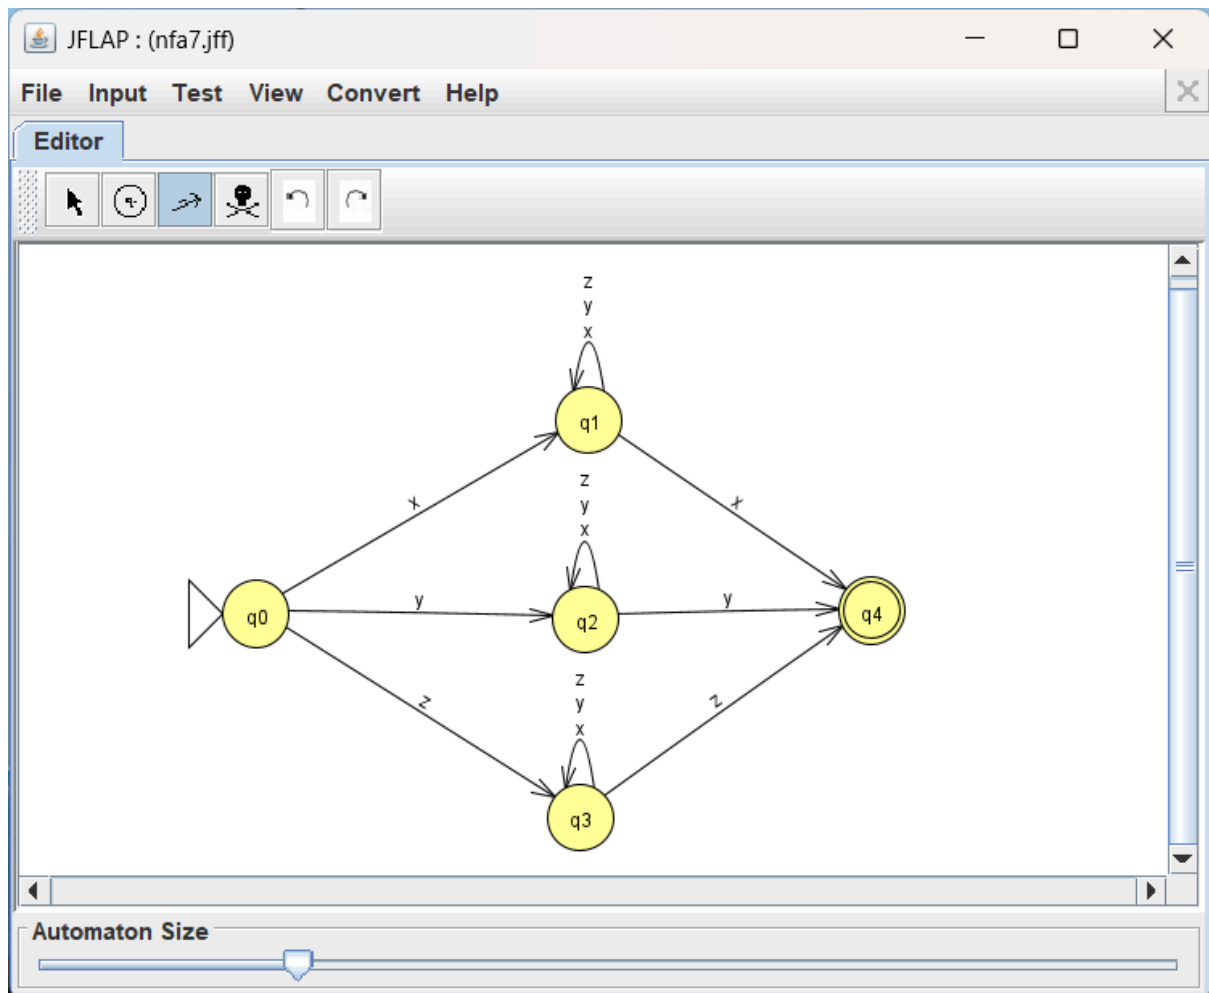 JFLAP : (nfa7.jff)
File Input Test View Convert Help
Editor
z
y
x
q1
x
x
z
y
x
q0
y
q2
y
q4
z
y
x
z
z
q3
Automaton Size